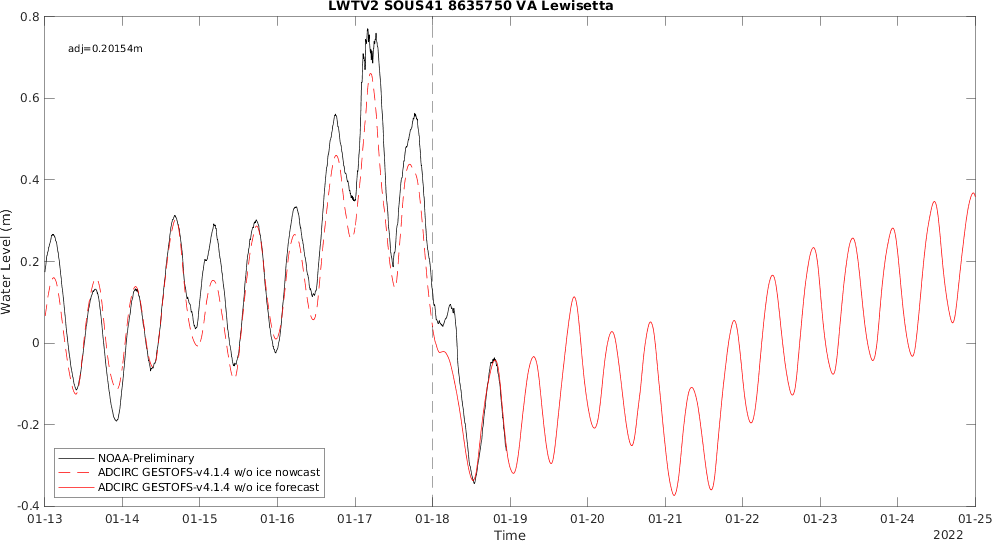 LWTV2 SOUS41 8635750 VA Lewisetta
adj=0.20154m
Water Level (m)
0.8
0.6
0.4
0.2
0
-0.2
-0.4
NOAA-Preliminary
ADCIRC GESTOFS-v4.1.4 w/o ice nowcast
ADCIRC GESTOFS-v4.1.4 w/o ice forecast
01-13 01-14 01-15 01-16 01-17 01-18 01-19 01-20 01-21 01-22 01-23 01-24 01-25
Time
2022